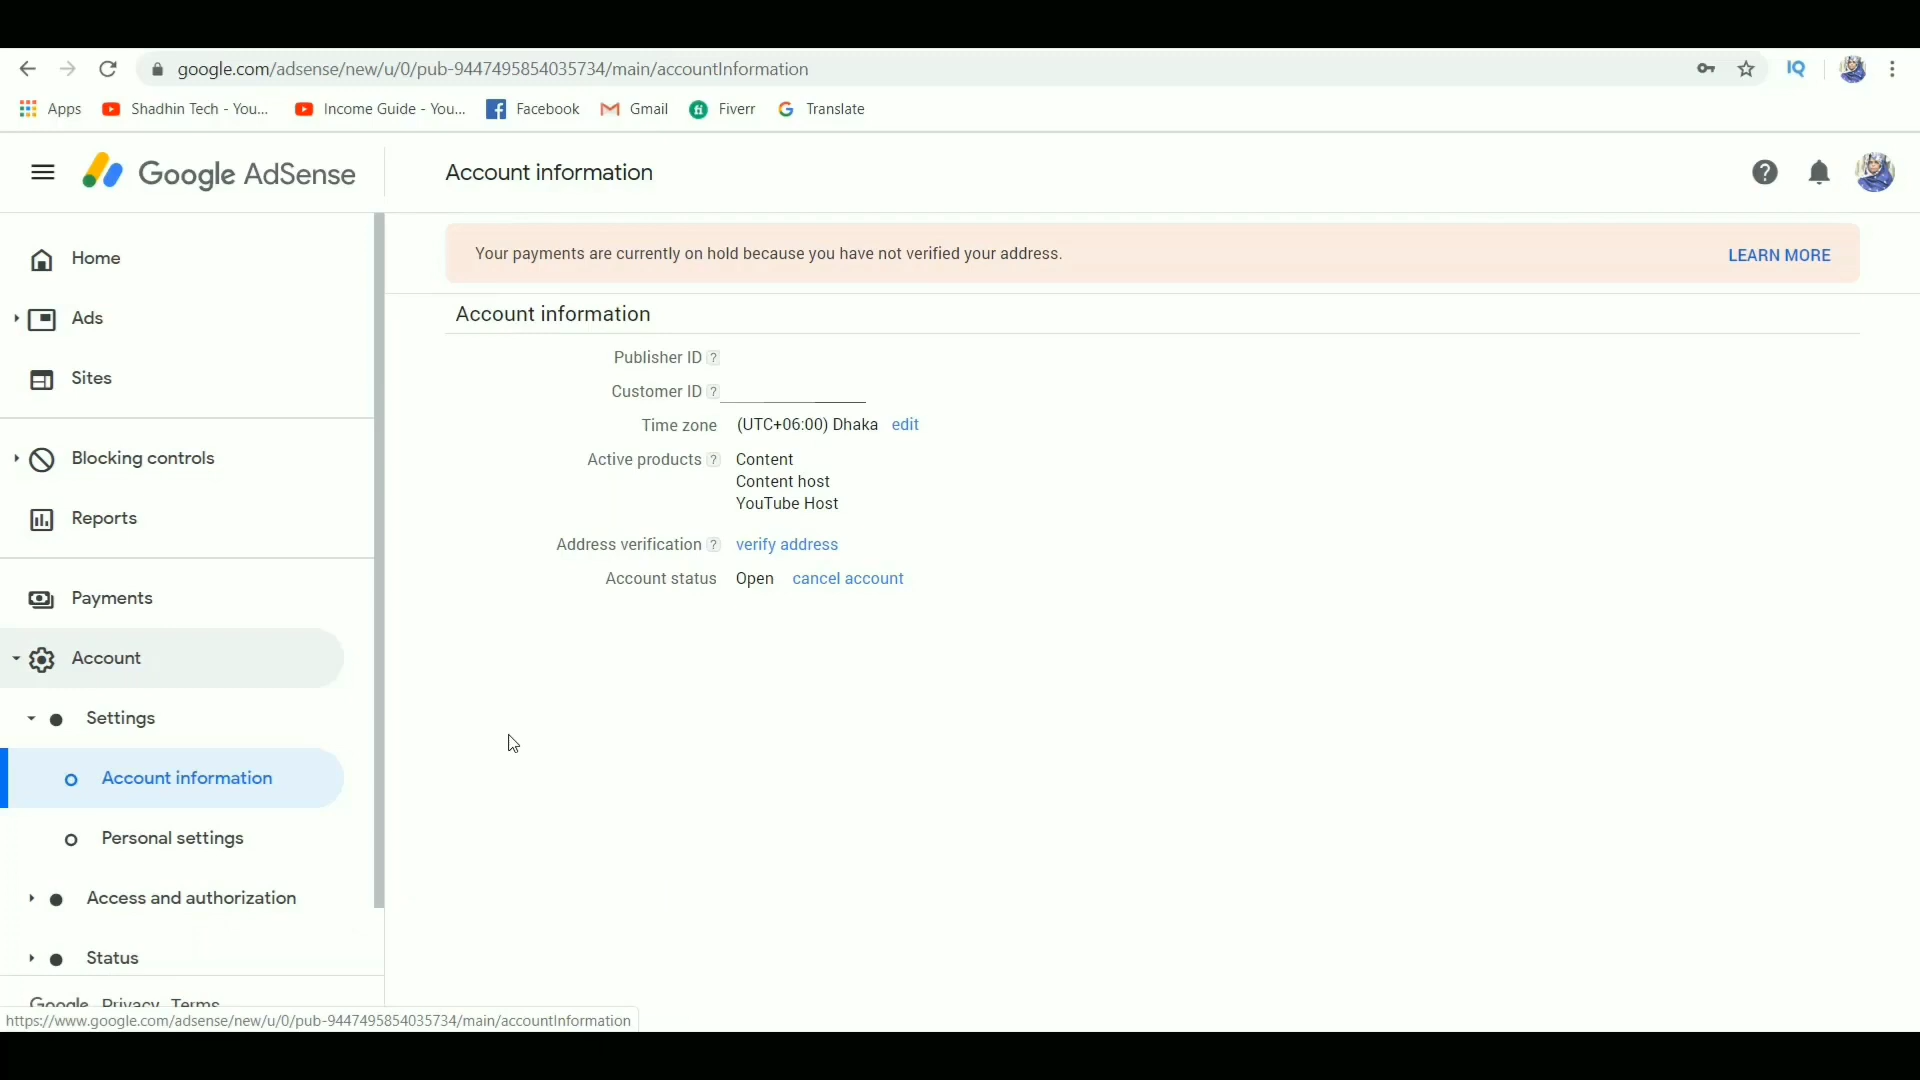 google.com/adsense/new/u/0/pub-9447495854035734/main/accountInformation
IQ
Apps Shadhin Tech - You... Income Guide - You... Facebook Gmail Fiverr Translate
Google AdSense
Account information
Home
Ads
Sites
Blocking controls
Reports
Payments
Account
Settings
Account information
Personal settings
Access and authorization
Status
Google Privacy Terms
Your payments are currently on hold because you have not verified your address. LEARN MORE
Account information
Publisher ID ?
Customer ID ?
Time zone (UTC+06:00) Dhaka edit
Active products ? Content
Content host
YouTube Host
Address verification ? verify address
Account status Open cancel account
https://www.google.com/adsense/new/u/0/pub-9447495854035734/main/accountInformation